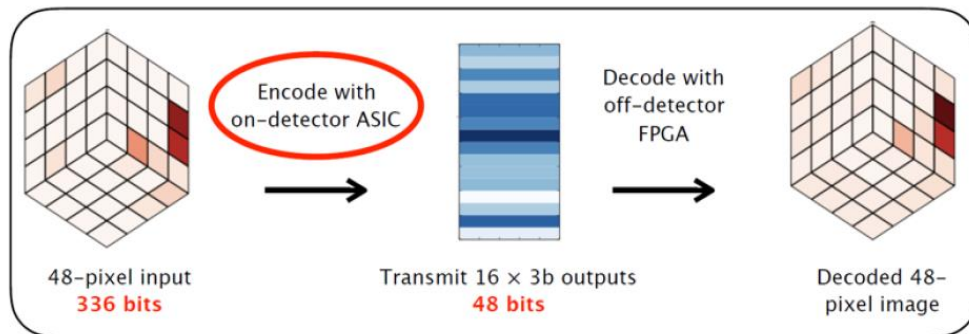 Encode with
on-detector ASIC
Decode with
off-detector
FPGA
48-pixel input
336 bits
Transmit 16 × 3b outputs
48 bits
Decoded 48-
pixel image